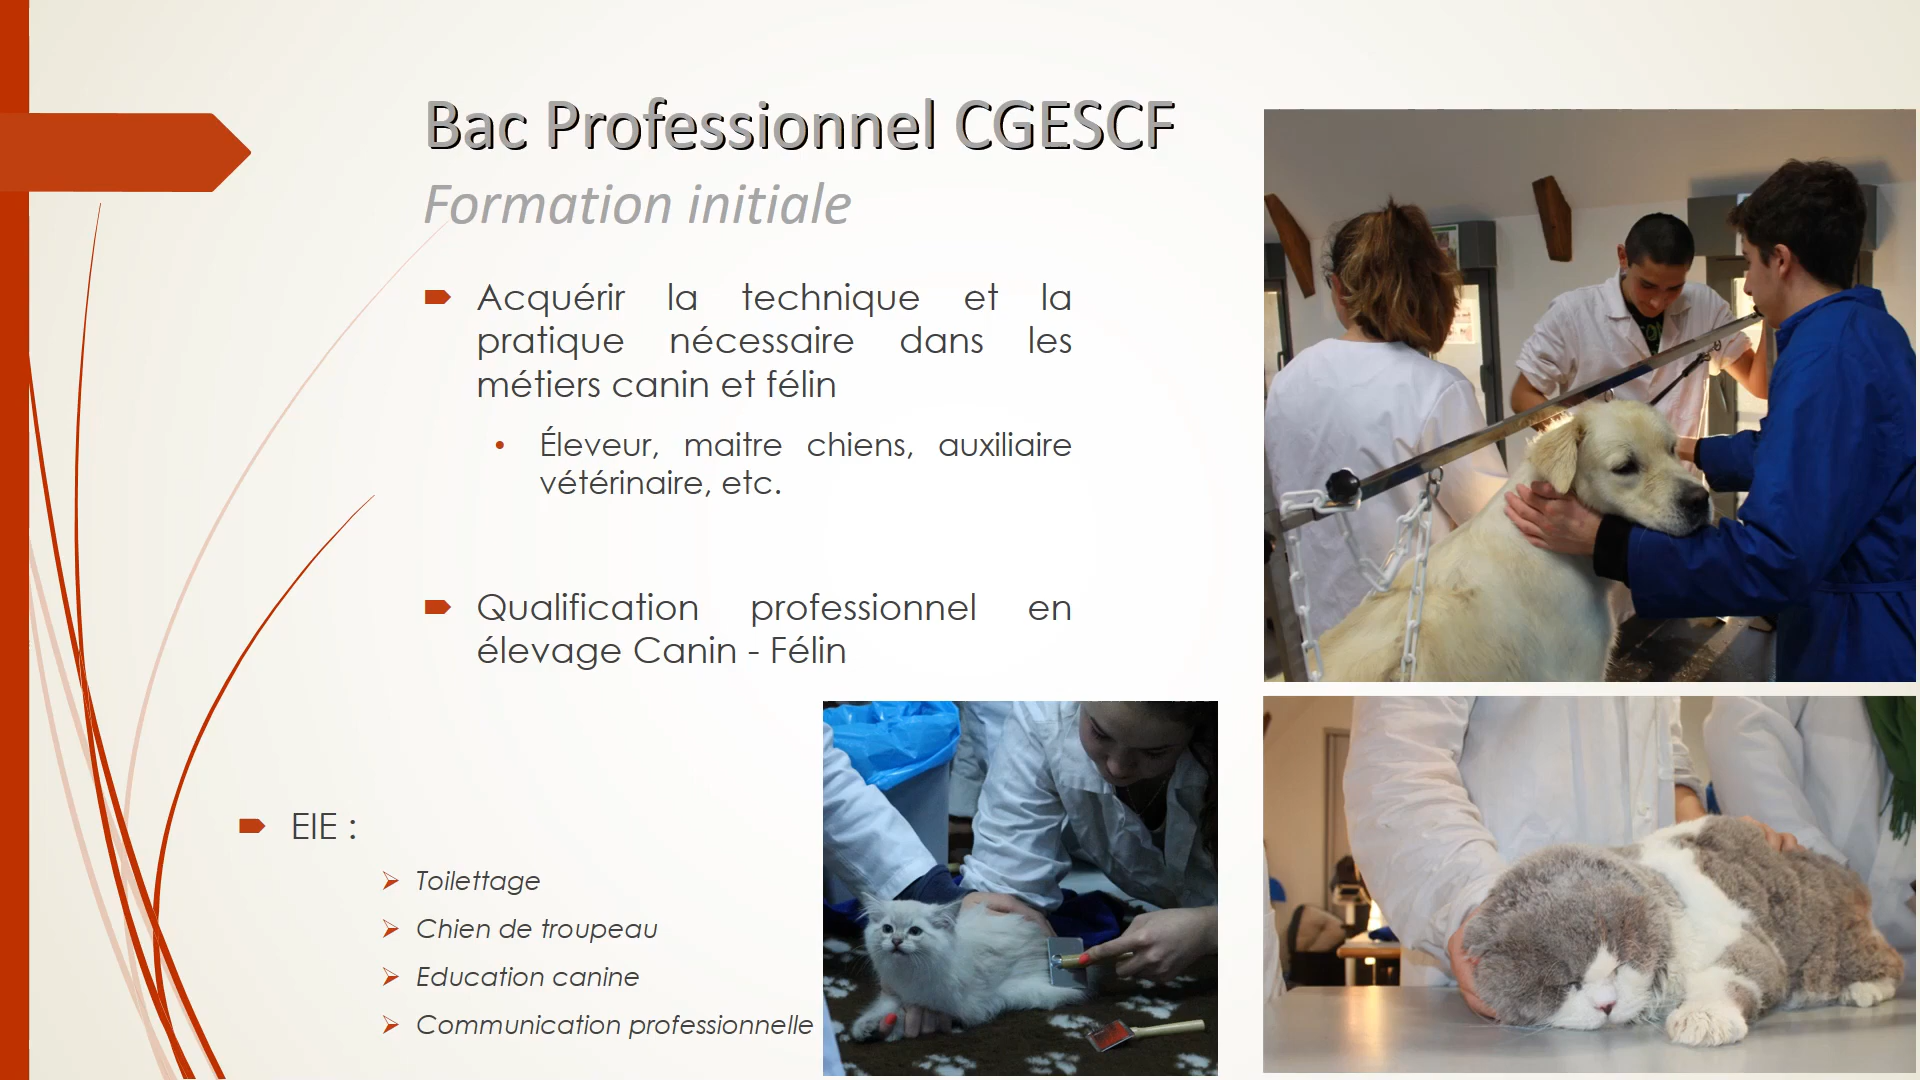 Bac Professionnel CGESCF
Formation initiale
Acquérir la technique et la
pratique nécessaire dans les
métiers canin et félin
Éleveur, maitre chiens, auxiliaire
vétérinaire, etc.
Qualification professionnel en
élevage Canin - Félin
EIE :
Toilettage
Chien de troupeau
Education canine
Communication professionnelle